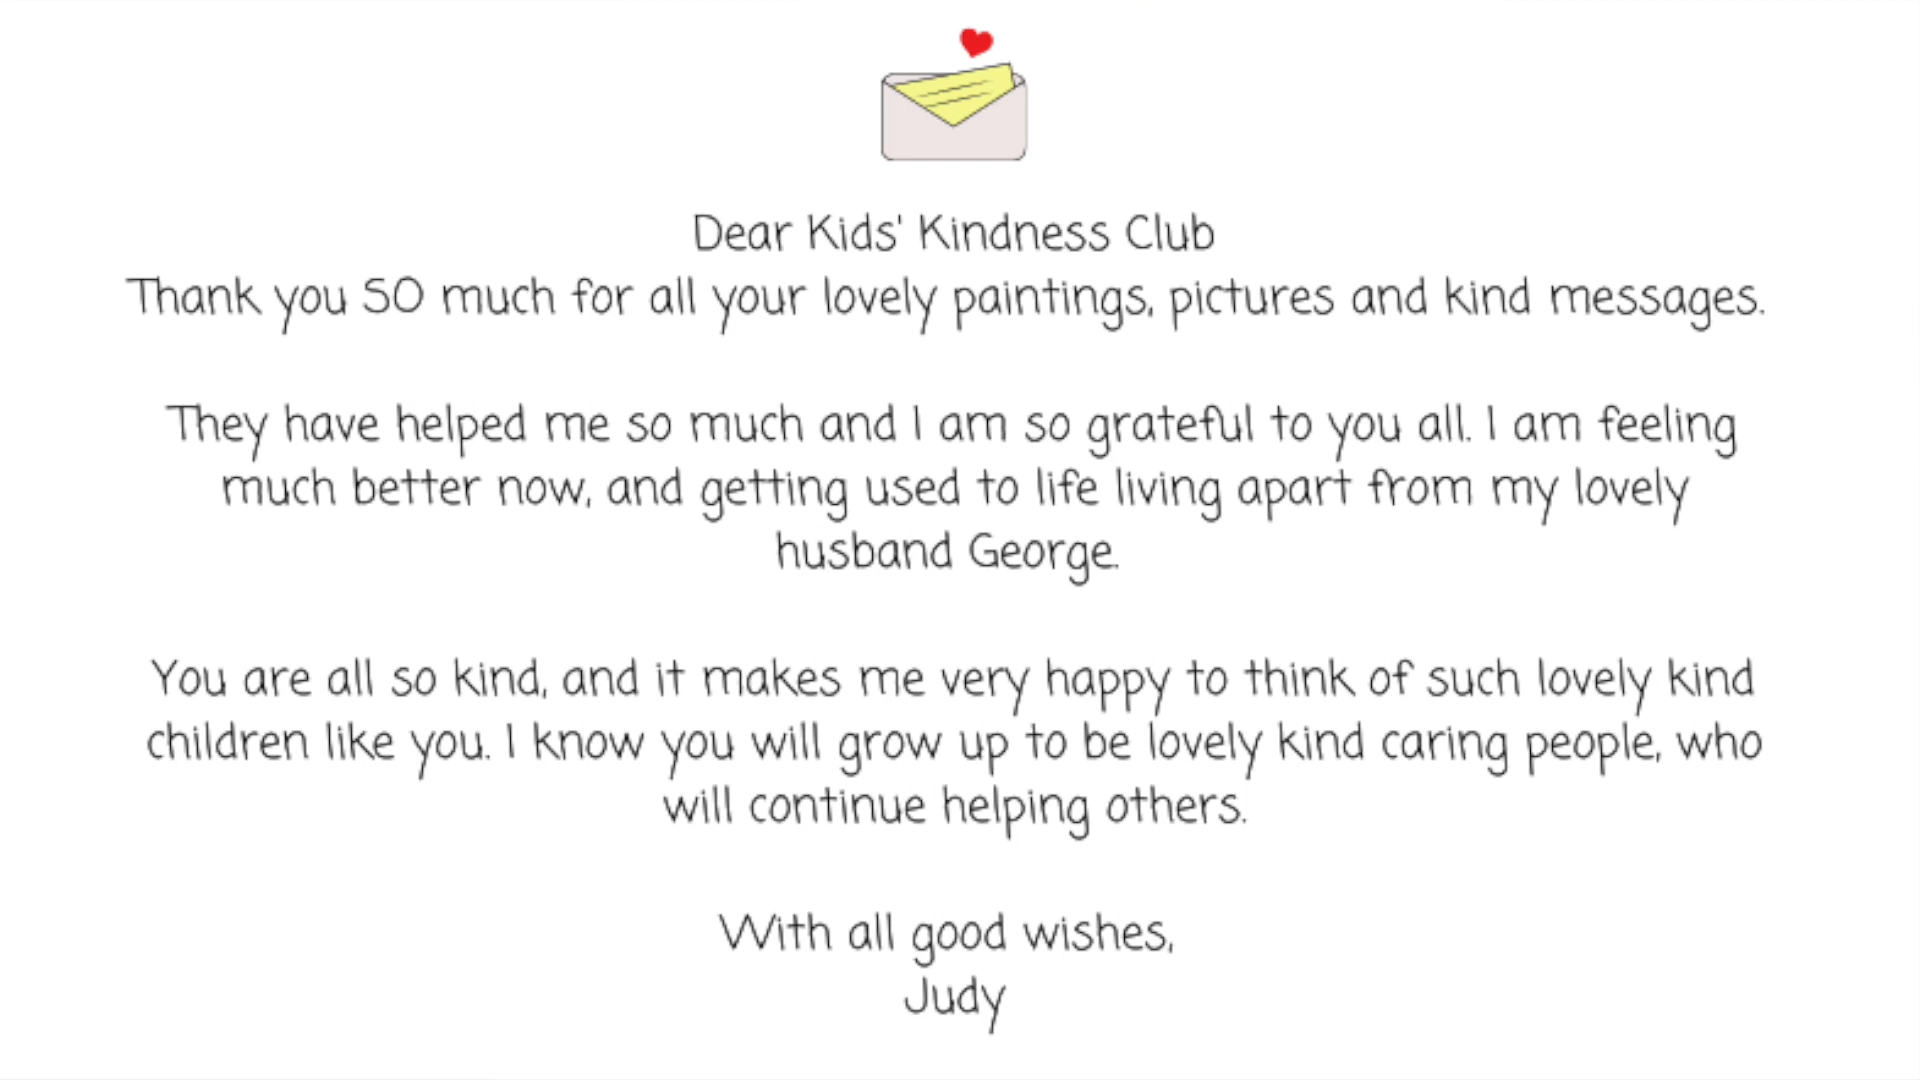 Dear Kids' Kindness Club
Thank you SO much for all your lovely paintings, pictures and kind messages.
They have helped me so much and I am so grateful to you all. I am feeling
much better now, and getting used to life living apart from my lovely
husband George.
You are all so kind, and it makes me very happy to think of such lovely kind
children like you. I know you will grow up to be lovely kind caring people, who
will continue helping others.
With all good wishes,
Judy